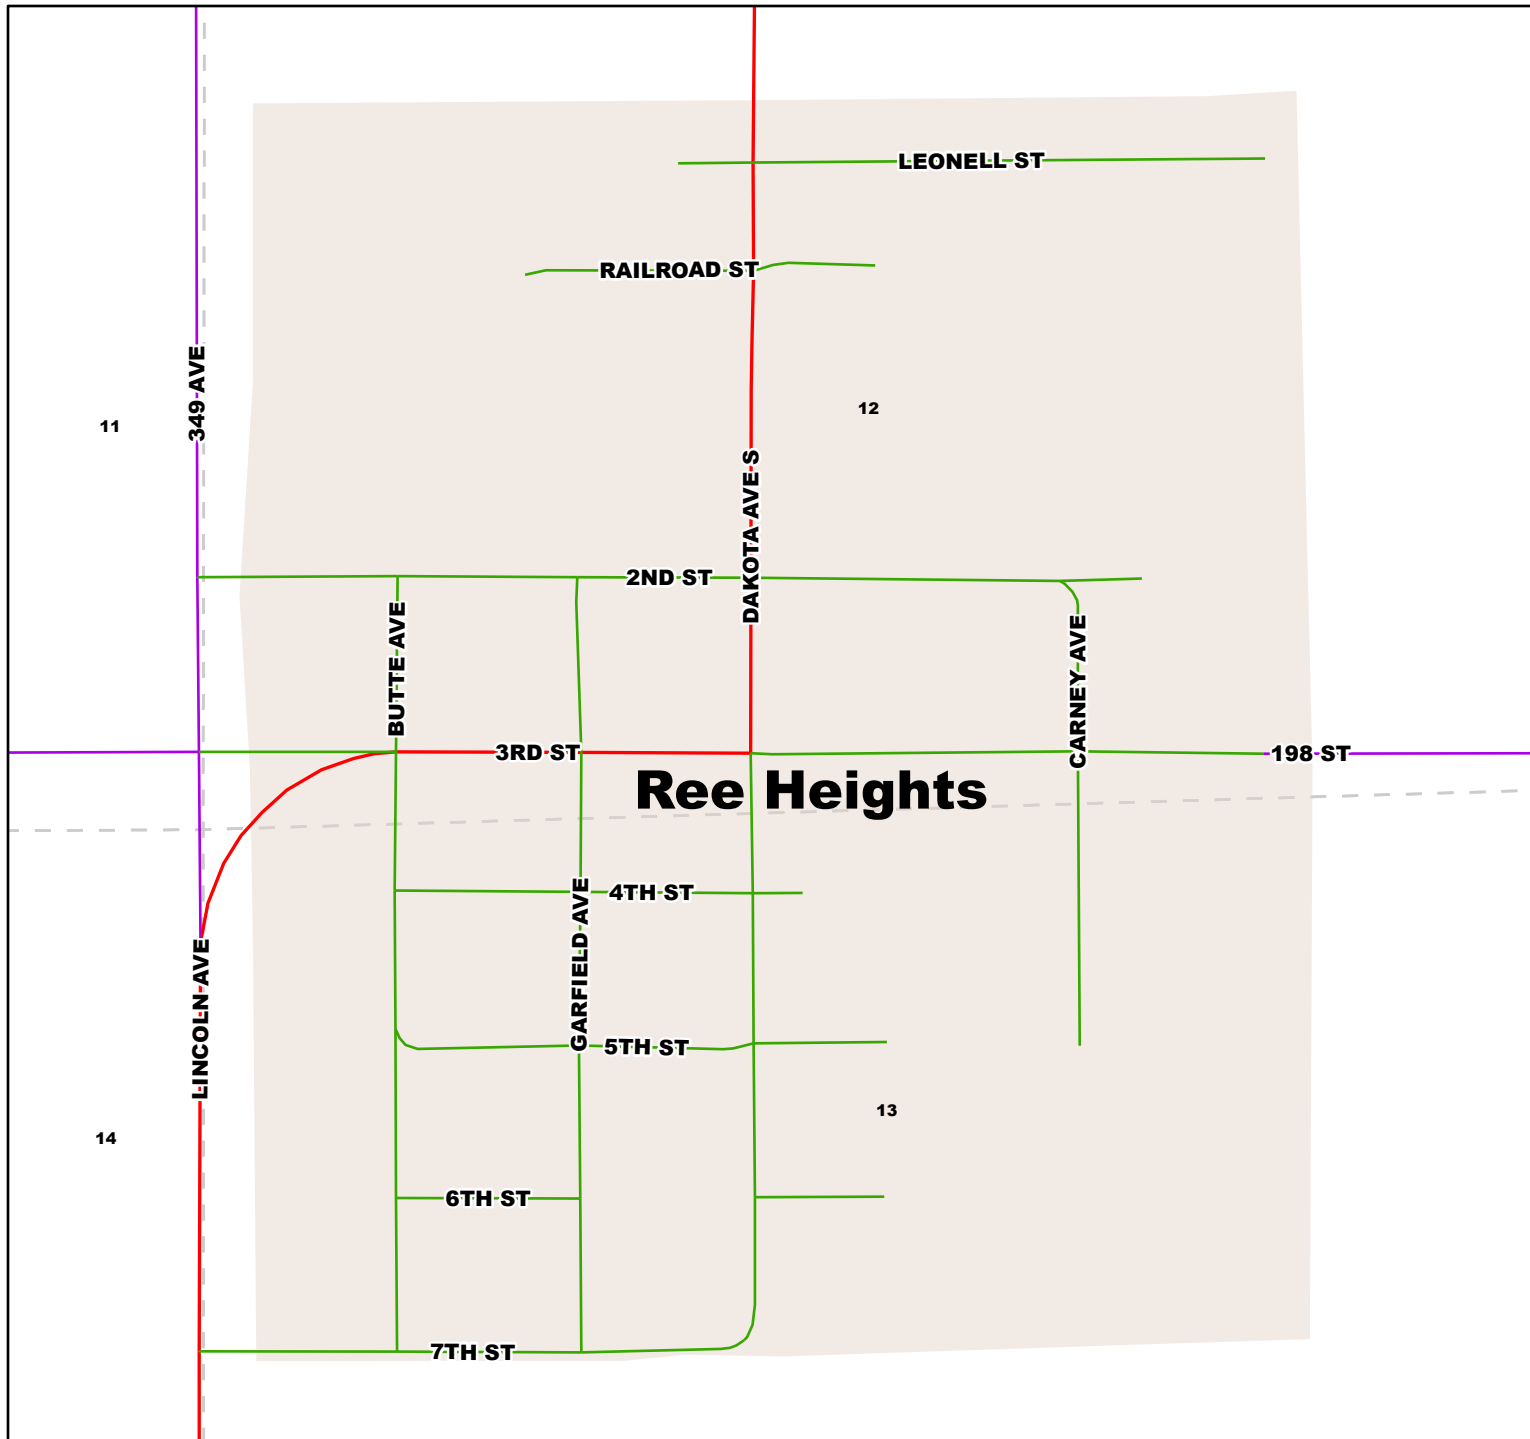 LEONELL ST
RAILROAD ST
349 AVE
11
12
DAKOTA AVE S
2ND ST
BUTTE AVE
CARNEY AVE
3RD ST
198 ST
Ree Heights
4TH ST
GARFIELD AVE
LINCOLN AVE
5TH ST
13
14
6TH ST
7TH ST